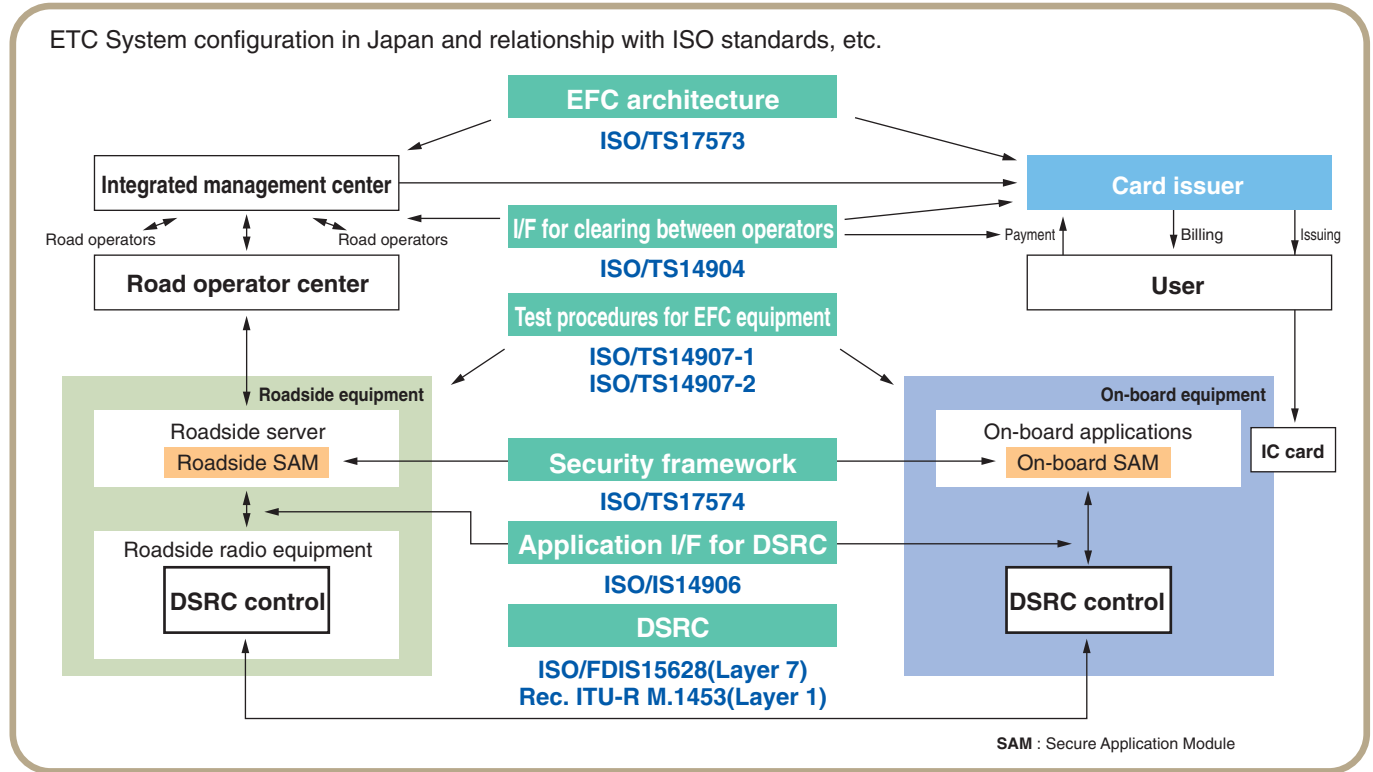 ETC System configuration in Japan and relationship with ISO standards, etc.
EFC architecture
ISO/TS17573
Integrated management center
Card issuer
Road operators
Road operators
I/F for clearing between operators
ISO/TS14904
Payment
Billing
Issuing
Road operator center
User
Test procedures for EFC equipment
ISO/TS14907-1
ISO/TS14907-2
Roadside equipment
Roadside server
Roadside SAM
On-board equipment
On-board applications
On-board SAM
IC card
Security framework
ISO/TS17574
Application I/F for DSRC
ISO/IS14906
Roadside radio equipment
DSRC control
DSRC control
DSRC
ISO/FDIS15628(Layer 7)
Rec. ITU-R M.1453(Layer 1)
SAM : Secure Application Module